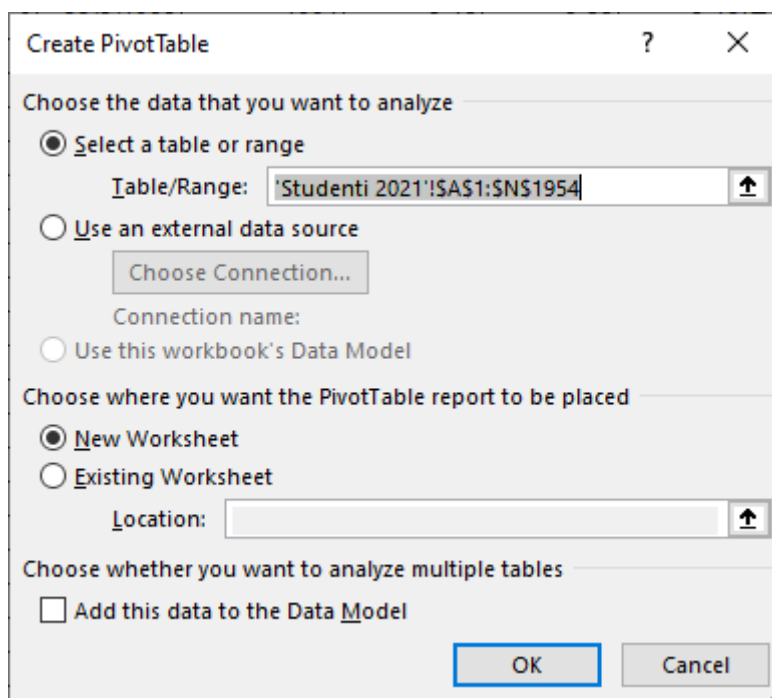 Create PivotTable
?
Choose the data that you want to analyze
Select a table or range
Table/Range: 'Studenti 2021'!$A$1:$N$1954
Use an external data source
Choose Connection...
Connection name:
Use this workbook's Data Model
Choose where you want the PivotTable report to be placed
New Worksheet
Existing Worksheet
Location:
Choose whether you want to analyze multiple tables
Add this data to the Data Model
OK Cancel